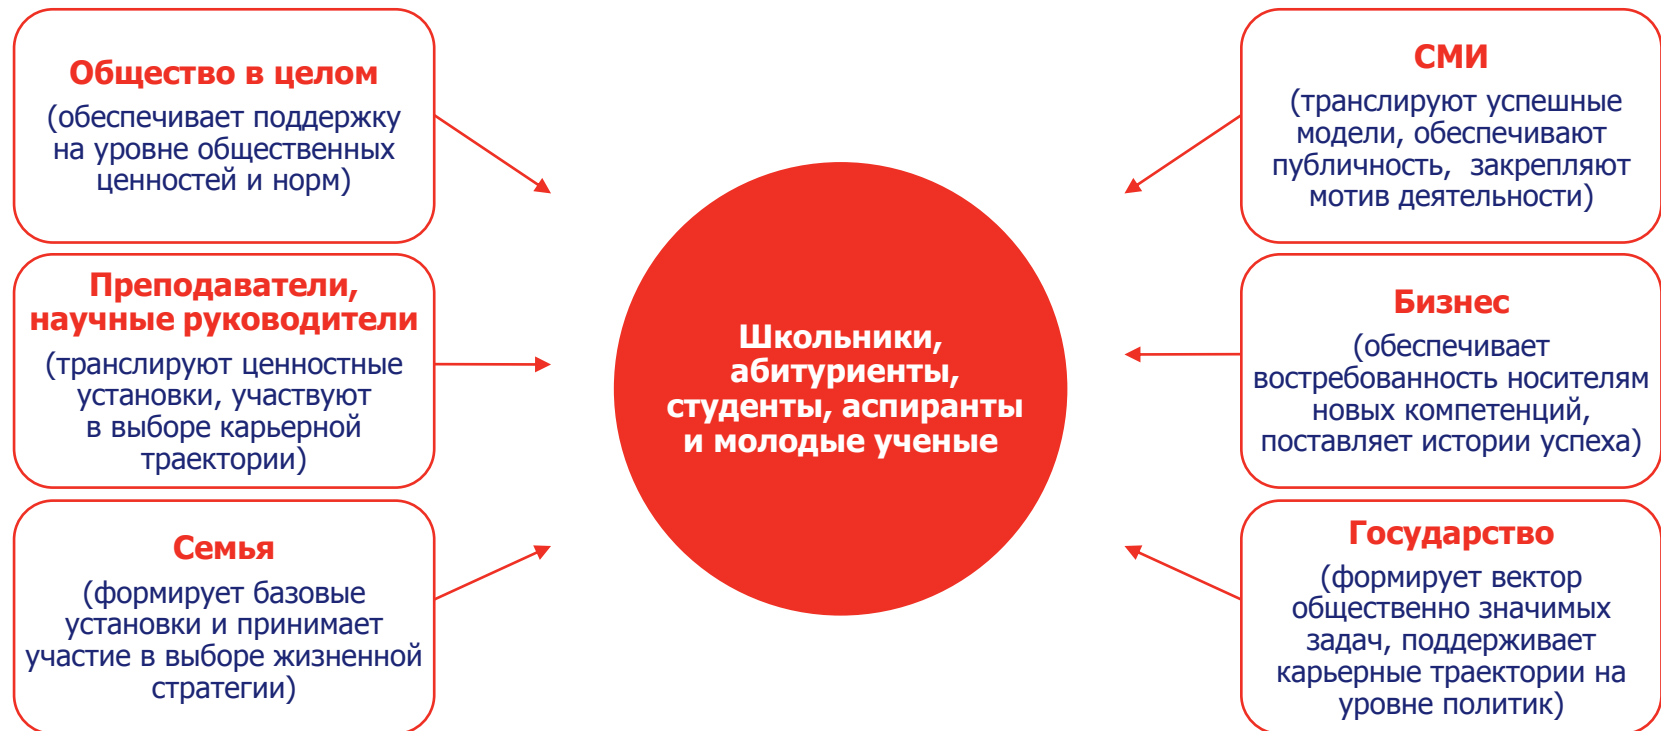 Общество в целом
(обеспечивает поддержку
на уровне общественных
ценностей и норм)
Преподаватели,
научные руководители
(транслируют ценностные
установки, участвуют
в выборе карьерной
траектории)
Семья
(формирует базовые
установки и принимает
участие в выборе жизненной
стратегии)
Школьники,
абитуриенты,
студенты, аспиранты
и молодые ученые
СМИ
(транслируют успешные
модели, обеспечивают
публичность, закрепляют
мотив деятельности)
Бизнес
(обеспечивает
востребованность носителям
новых компетенций,
поставляет истории успеха)
Государство
(формирует вектор
общественно значимых
задач, поддерживает
карьерные траектории на
уровне политик)